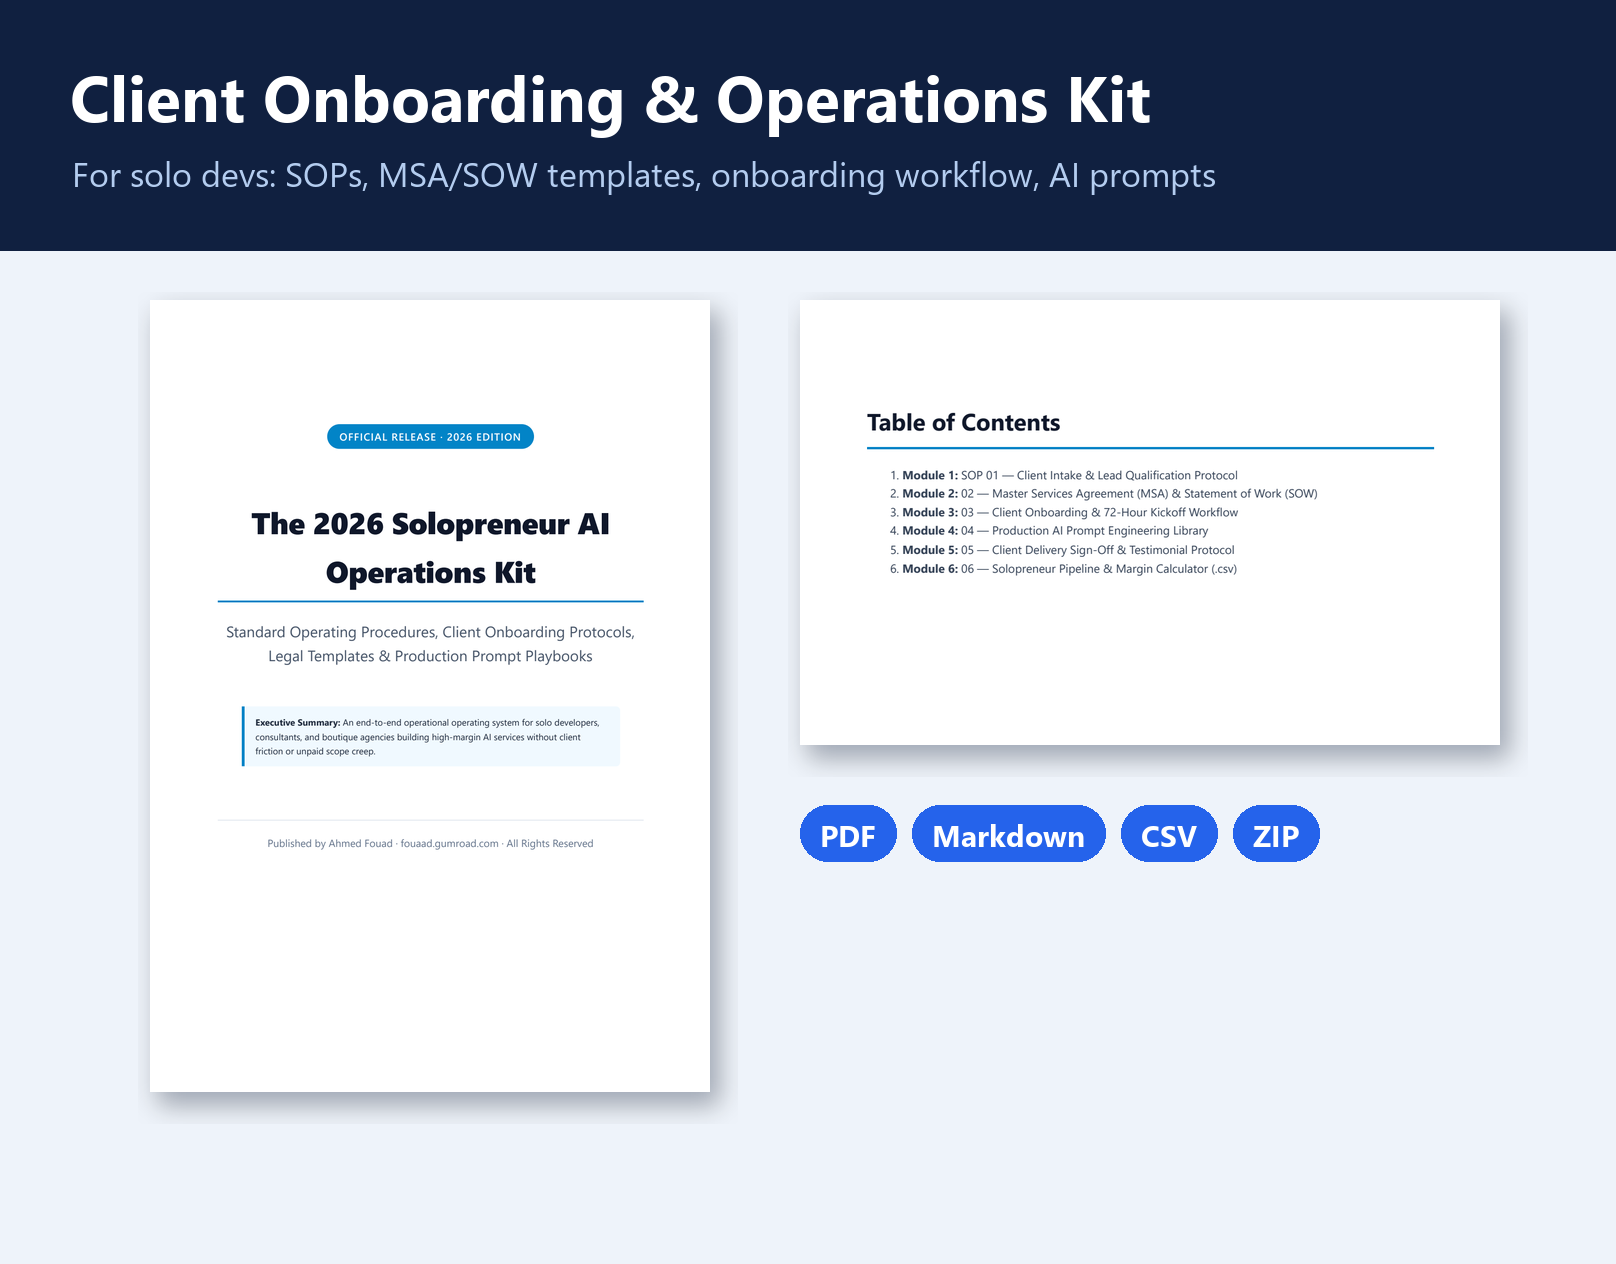 Client Onboarding & Operations Kit
For solo devs: SOPs, MSA/SOW templates, onboarding workflow, AI prompts
OFFICIAL RELEASE · 2026 EDITION
The 2026 Solopreneur AI
Operations Kit
Standard Operating Procedures, Client Onboarding Protocols,
Legal Templates & Production Prompt Playbooks
Executive Summary: An end-to-end operational operating system for solo developers,
consultants, and boutique agencies building high-margin AI services without client
friction or unpaid scope creep.
Published by Ahmed Fouad · fouaad.gumroad.com · All Rights Reserved
Table of Contents
1. Module 1: SOP 01 — Client Intake & Lead Qualification Protocol
2. Module 2: 02 — Master Services Agreement (MSA) & Statement of Work (SOW)
3. Module 3: 03 — Client Onboarding & 72-Hour Kickoff Workflow
4. Module 4: 04 — Production AI Prompt Engineering Library
5. Module 5: 05 — Client Delivery Sign-Off & Testimonial Protocol
6. Module 6: 06 — Solopreneur Pipeline & Margin Calculator (.csv)
PDF Markdown CSV ZIP